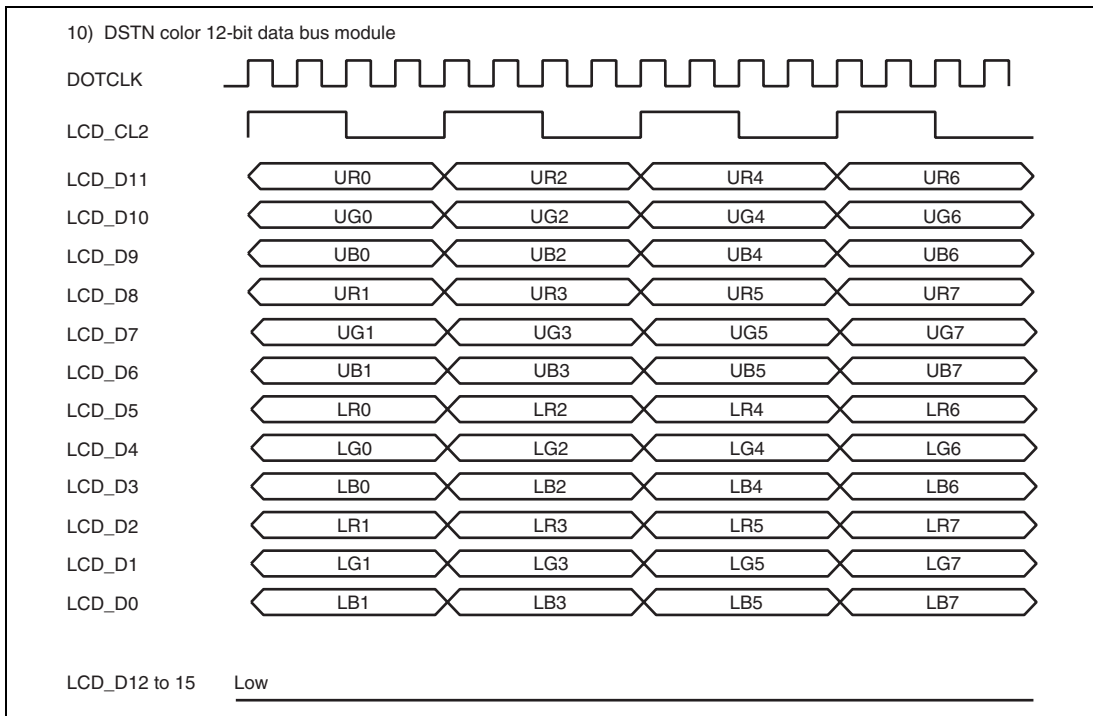 10) DSTN color 12-bit data bus module
DOTCLK
LCD_CL2
LCD_D11 UR0 UR2 UR4 UR6
LCD_D10 UG0 UG2 UG4 UG6
LCD_D9 UB0 UB2 UB4 UB6
LCD_D8 UR1 UR3 UR5 UR7
LCD_D7 UG1 UG3 UG5 UG7
LCD_D6 UB1 UB3 UB5 UB7
LCD_D5 LR0 LR2 LR4 LR6
LCD_D4 LG0 LG2 LG4 LG6
LCD_D3 LB0 LB2 LB4 LB6
LCD_D2 LR1 LR3 LR5 LR7
LCD_D1 LG1 LG3 LG5 LG7
LCD_D0 LB1 LB3 LB5 LB7
LCD_D12 to 15 Low